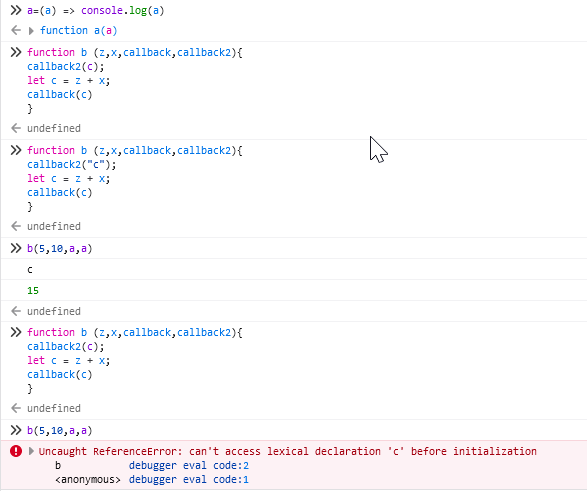 a=(a) => console.log(a)
function a(a)
function b (z,x,callback,callback2){
callback2(c);
let c = z + x;
callback(c)
}
undefined
function b (z,x,callback,callback2){
callback2("c");
let c = z + x;
callback(c)
}
undefined
b(5,10,a,a)
c
15
undefined
function b (z,x,callback,callback2){
callback2(c);
let c = z + x;
callback(c)
}
undefined
b(5,10,a,a)
Uncaught ReferenceError: can't access lexical declaration 'c' before initialization
b debugger eval code:2
<anonymous> debugger eval code:1